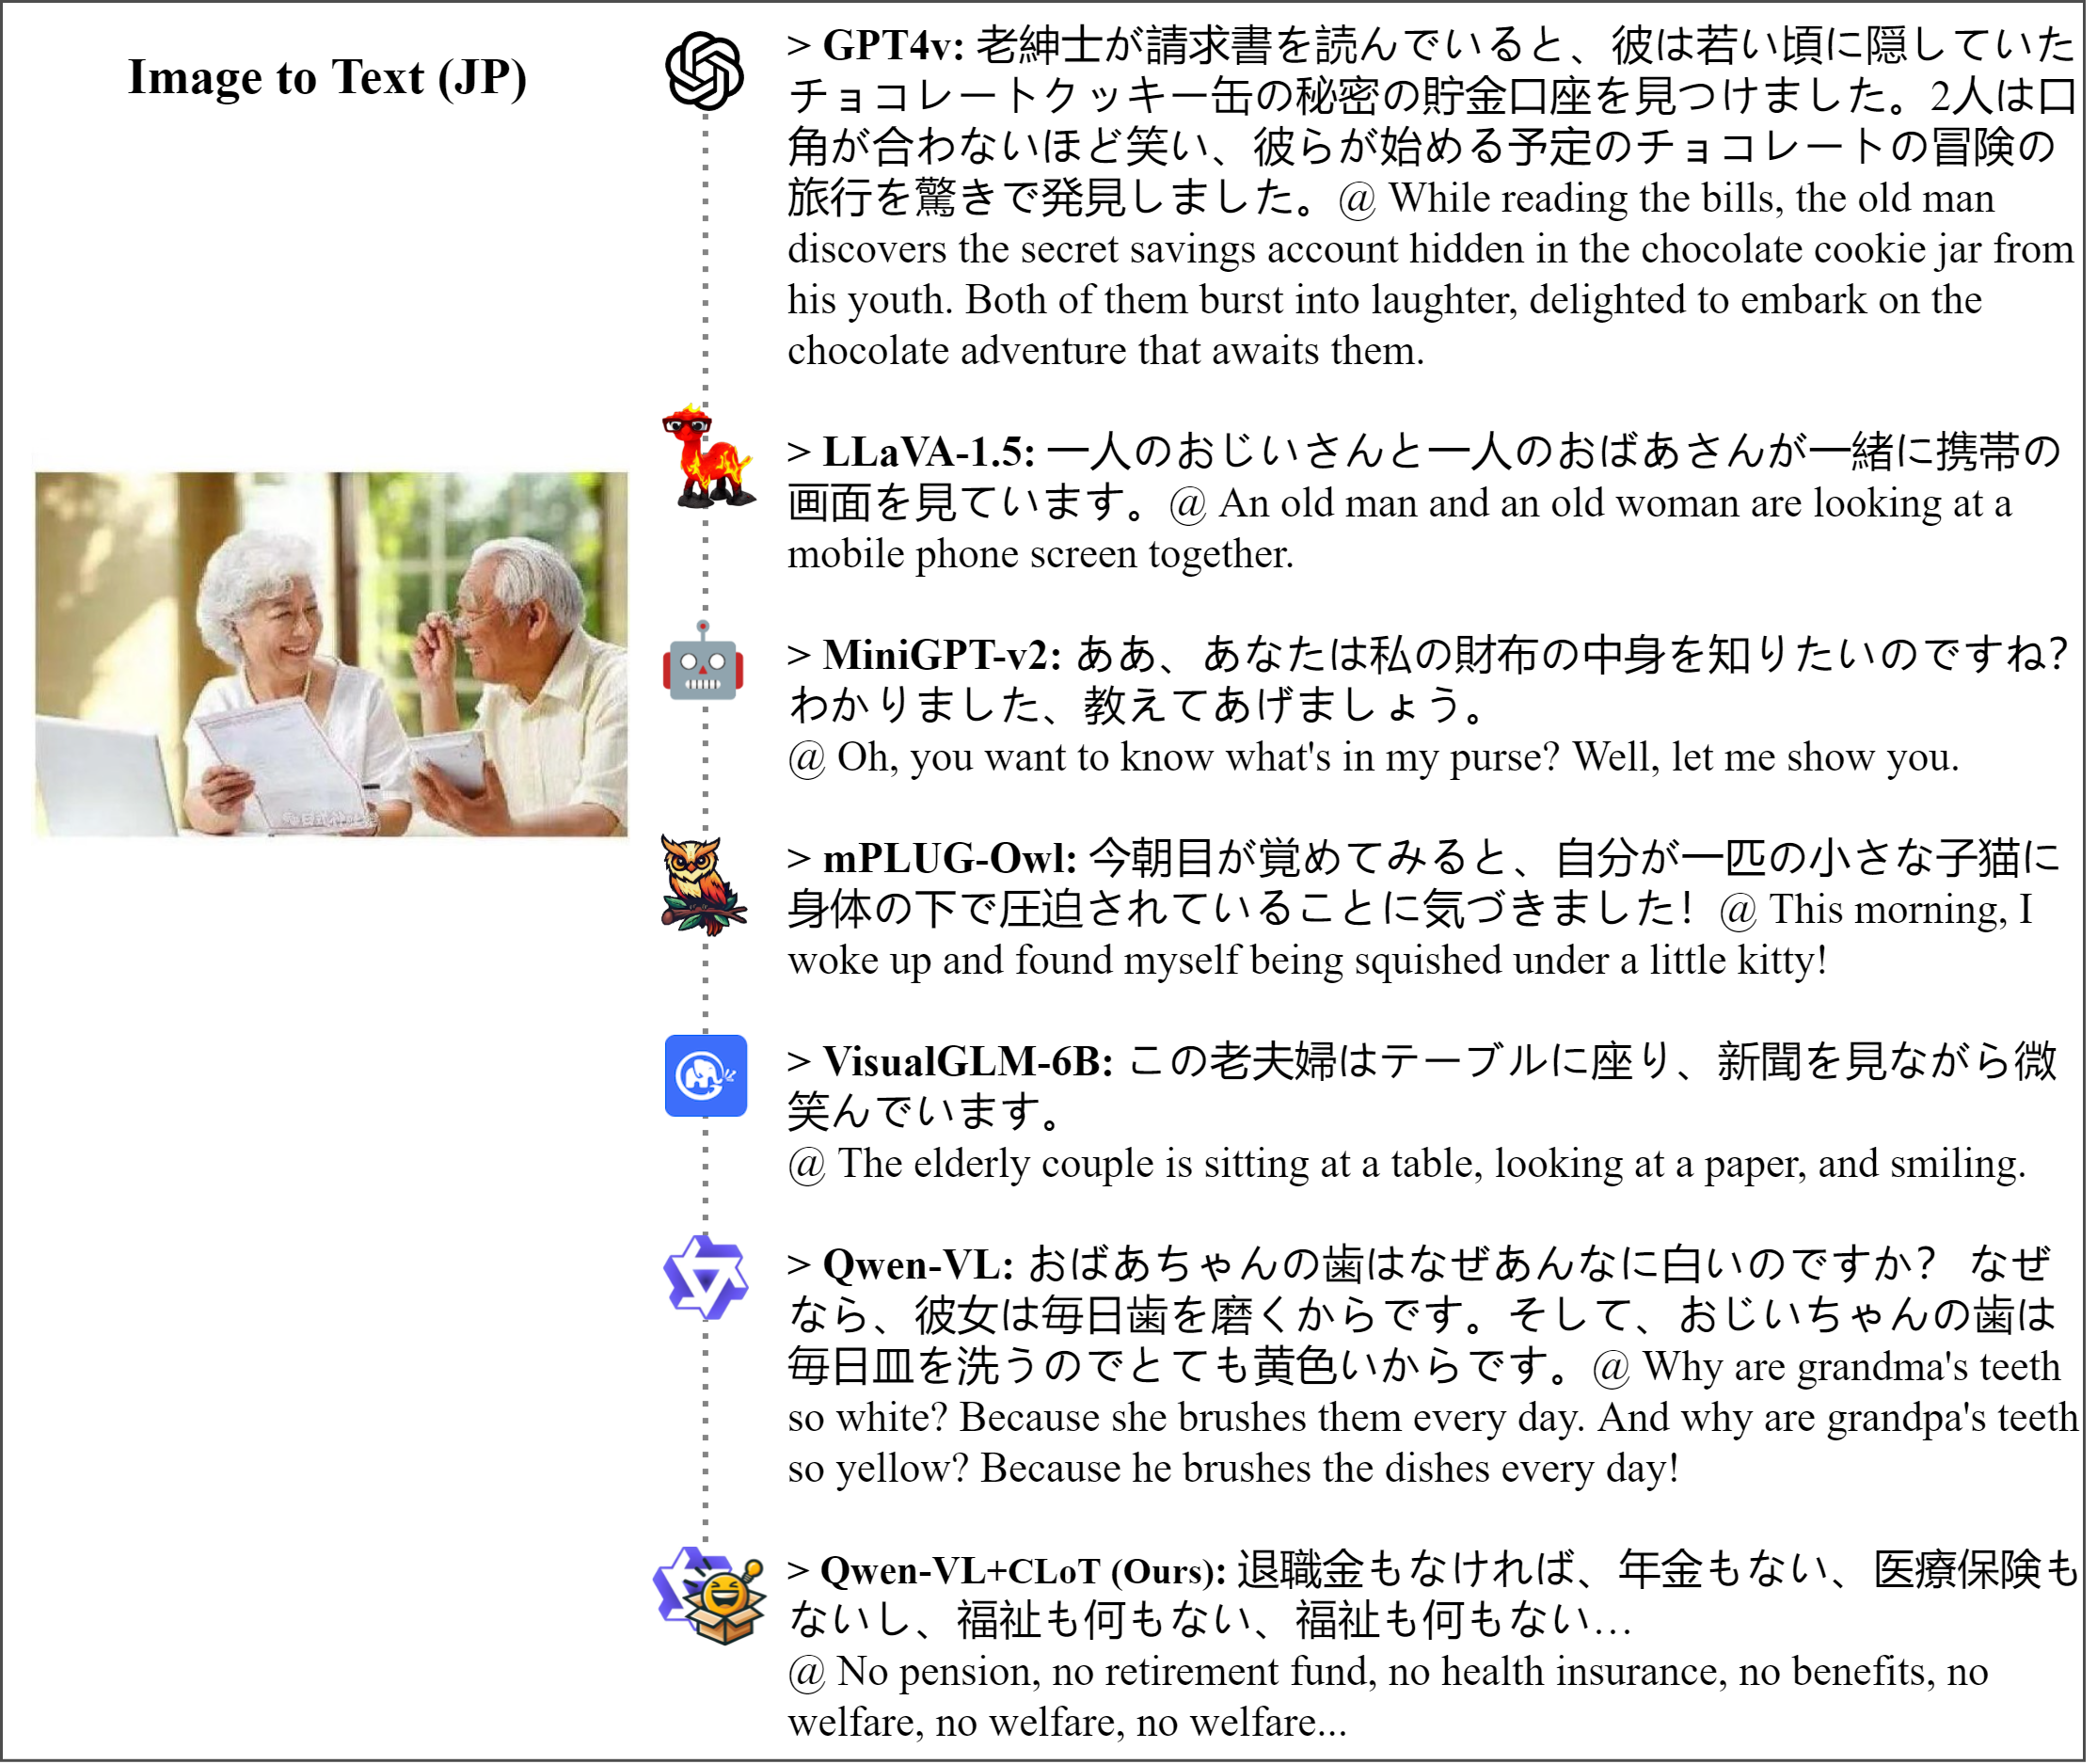 Image to Text (JP)
> GPT4v: 老紳士が請求書を読んでいると、彼は若い頃に隠していた
チョコレートクッキー缶の秘密の貯金口座を見つけました。2人は口
角が合わないほど笑い、彼らが始める予定のチョコレートの冒険の
旅行を驚きで発見しました。@ While reading the bills, the old man
discovers the secret savings account hidden in the chocolate cookie jar from
his youth. Both of them burst into laughter, delighted to embark on the
chocolate adventure that awaits them.
> LLaVA-1.5: 一人のおじいさんと一人のおばあさんが一緒に携帯の
画面を見ています。@ An old man and an old woman are looking at a
mobile phone screen together.
> MiniGPT-v2: ああ、あなたは私の財布の中身を知りたいのですね?
わかりました、教えてあげましょう。
@ Oh, you want to know what's in my purse? Well, let me show you.
> mPLUG-Owl: 今朝目が覚めてみると、自分が一匹の小さな子猫に
身体の下で圧迫されていることに気づきました! @ This morning, I
woke up and found myself being squished under a little kitty!
> VisualGLM-6B: この老夫婦はテーブルに座り、新聞を見ながら微
笑んでいます。
@ The elderly couple is sitting at a table, looking at a paper, and smiling.
> Qwen-VL: おばあちゃんの歯はなぜあんなに白いのですか? なぜ
なら、彼女は毎日歯を磨くからです。そして、おじいちゃんの歯は
毎日皿を洗うのでとても黄色いからです。@ Why are grandma's teeth
so white? Because she brushes them every day. And why are grandpa's teeth
so yellow? Because he brushes the dishes every day!
> Qwen-VL+CLoT (Ours): 退職金もなければ、年金もない、医療保険も
ないし、福祉も何もない、福祉も何もない…
@ No pension, no retirement fund, no health insurance, no benefits, no
welfare, no welfare, no welfare...